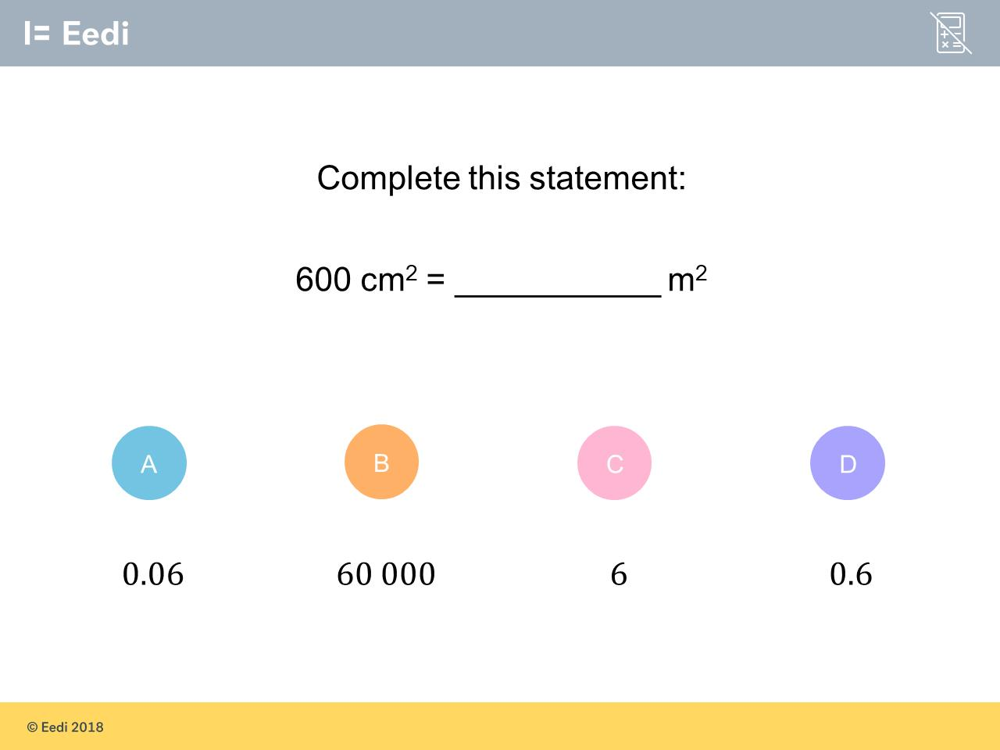 Eedi
Complete this statement:
600 cm² = ___________ m²
A
B
C
D
0.06
60 000
6
0.6
© Eedi 2018